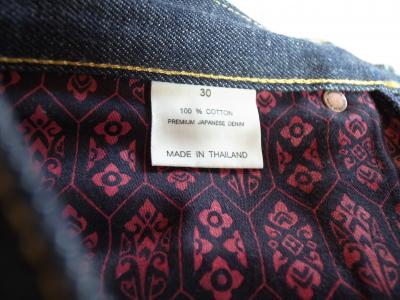 30
100 % COTTON
PREMIUM JAPANESE DENIM
MADE IN THAILAND